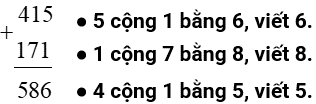 415 ● 5 cộng 1 bằng 6, viết 6.
+
171 ● 1 cộng 7 bằng 8, viết 8.
586 ● 4 cộng 1 bằng 5, viết 5.